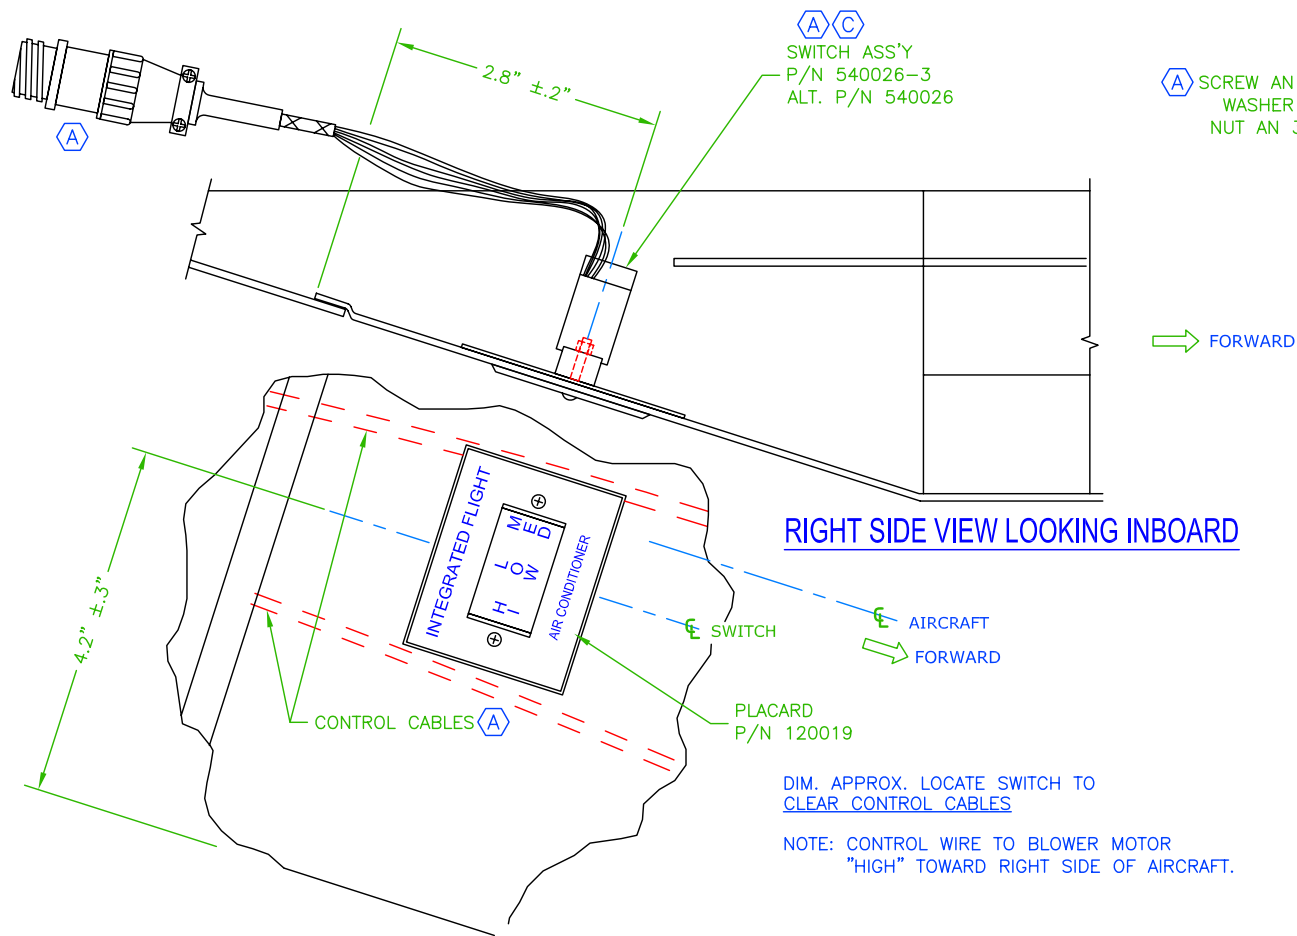 A C
SWITCH ASS'Y
P/N 540026-3
ALT. P/N 540026
2.8" ±.2"
A
A SCREW AN
WASHER
NUT AN
FORWARD
RIGHT SIDE VIEW LOOKING INBOARD
INTEGRATED FLIGHT
MED
LOW
HI
AIR CONDITIONER
4.2" ±.3"
℄ SWITCH
℄ AIRCRAFT
FORWARD
CONTROL CABLES A
PLACARD
P/N 120019
DIM. APPROX. LOCATE SWITCH TO
CLEAR CONTROL CABLES
NOTE: CONTROL WIRE TO BLOWER MOTOR
"HIGH" TOWARD RIGHT SIDE OF AIRCRAFT.